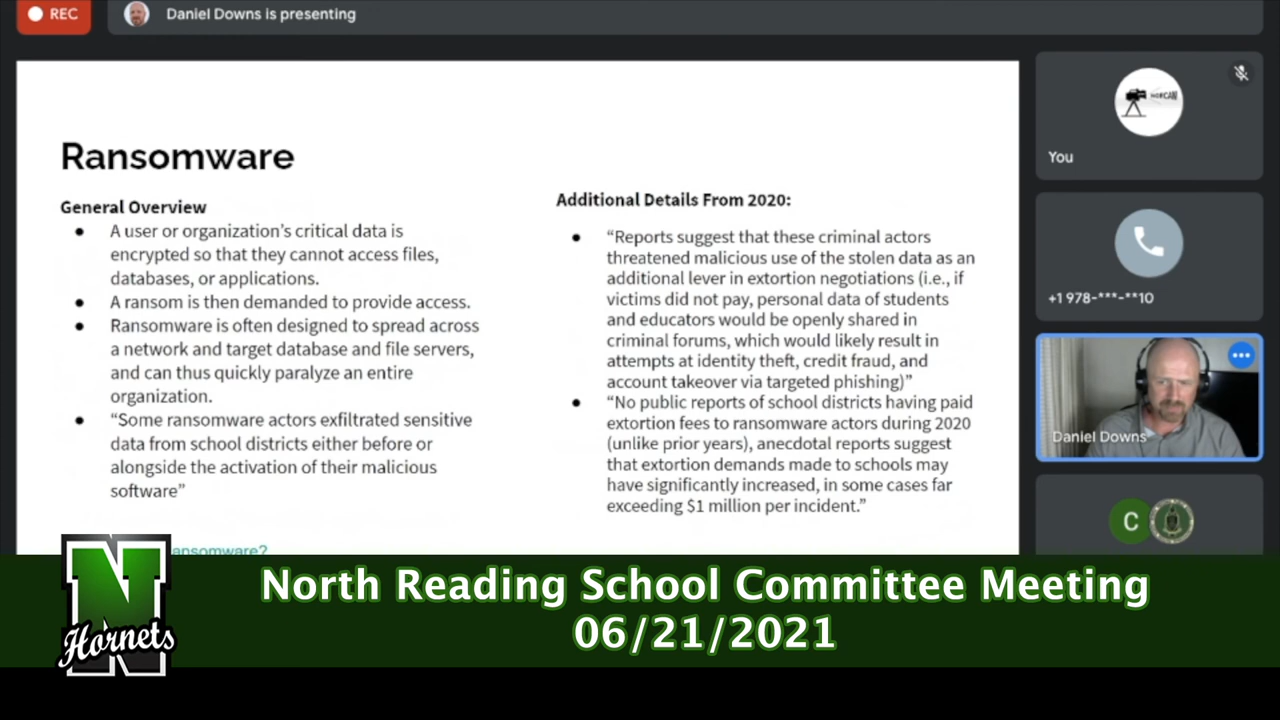 REC
Daniel Downs is presenting
Ransomware
General Overview
● A user or organization’s critical data is
encrypted so that they cannot access files,
databases, or applications.
● A ransom is then demanded to provide access.
● Ransomware is often designed to spread across
a network and target database and file servers,
and can thus quickly paralyze an entire
organization.
● “Some ransomware actors exfiltrated sensitive
data from school districts either before or
alongside the activation of their malicious
software”
ansomware?
Additional Details From 2020:
● “Reports suggest that these criminal actors
threatened malicious use of the stolen data as an
additional lever in extortion negotiations (i.e., if
victims did not pay, personal data of students
and educators would be openly shared in
criminal forums, which would likely result in
attempts at identity theft, credit fraud, and
account takeover via targeted phishing)”
● “No public reports of school districts having paid
extortion fees to ransomware actors during 2020
(unlike prior years), anecdotal reports suggest
that extortion demands made to schools may
have significantly increased, in some cases far
exceeding $1 million per incident.”
NORCAM
You
+1 978-***-**10
Daniel Downs
C
N
Hornets
North Reading School Committee Meeting
06/21/2021